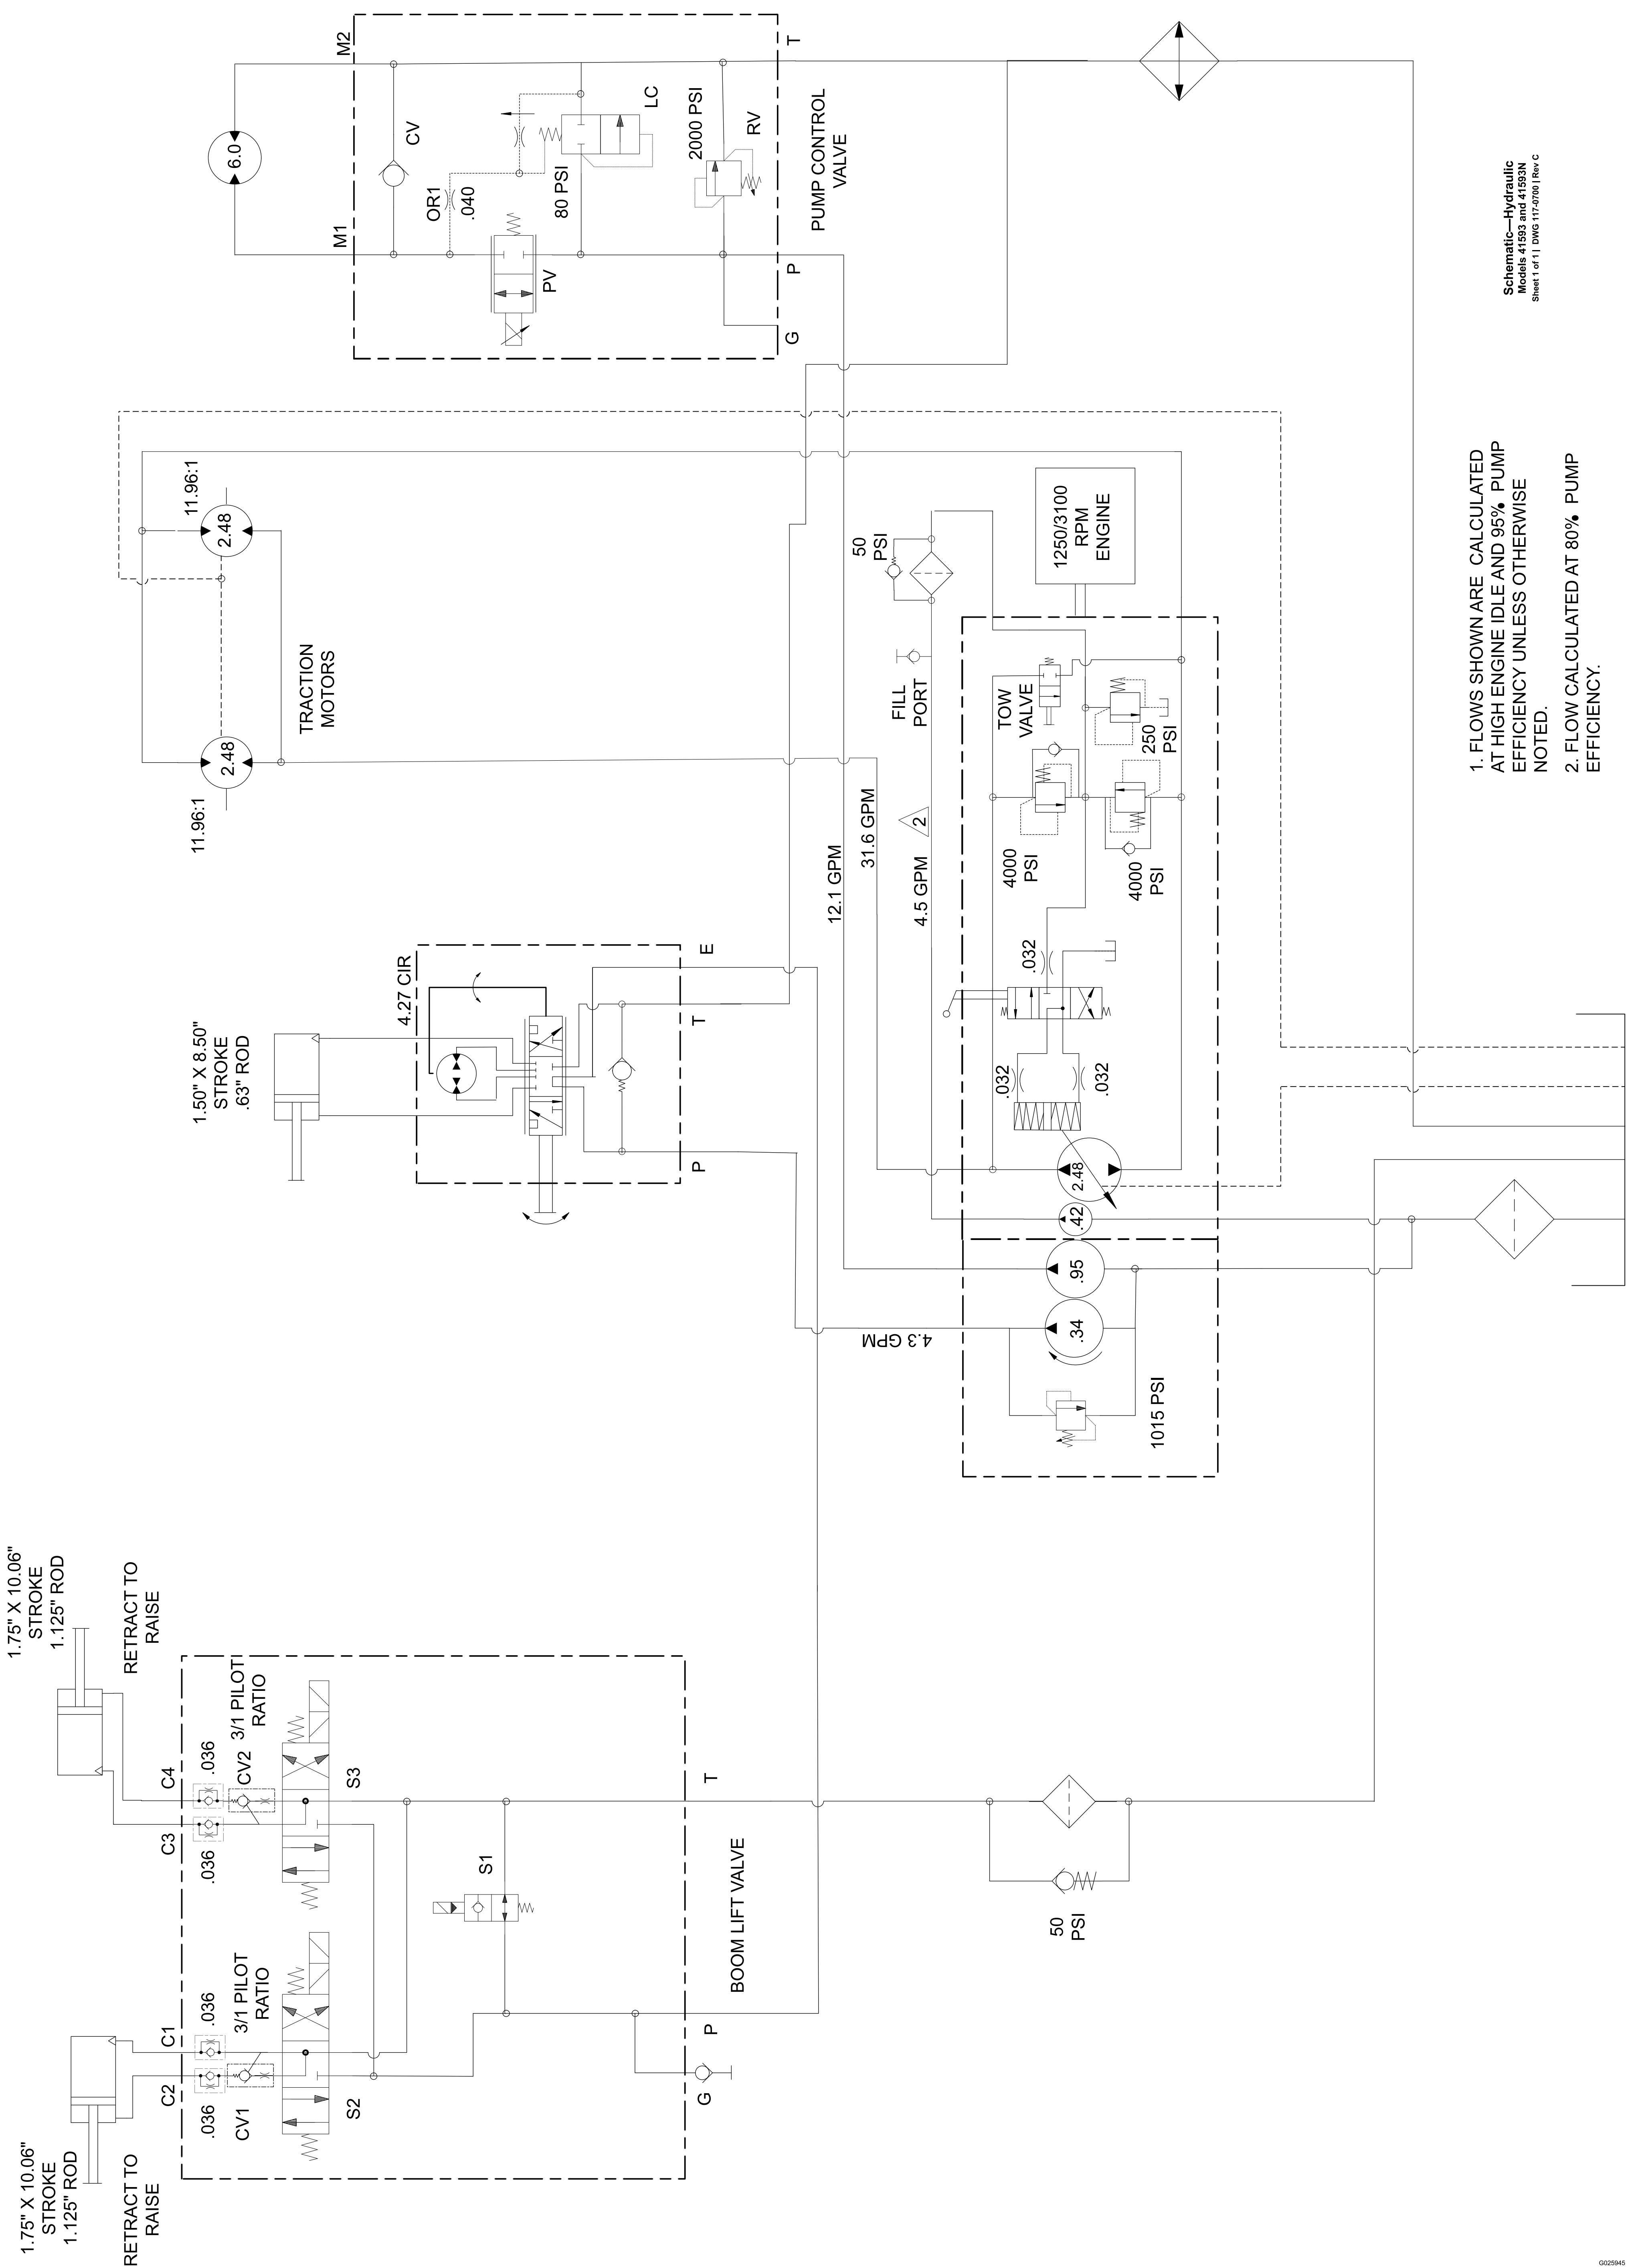 1.75" X 10.06"
STROKE
1.125" ROD
RETRACT TO
RAISE
C2
C1
.036
.036
CV1
3/1 PILOT
RATIO
S2
1.75" X 10.06"
STROKE
1.125" ROD
RETRACT TO
RAISE
C3
C4
.036
.036
CV2
3/1 PILOT
RATIO
S3
S1
G
P
T
BOOM LIFT VALVE
50
PSI
1.50" X 8.50"
STROKE
.63" ROD
4.27 CIR
P
T
E
11.96:1
2.48
TRACTION
MOTORS
11.96:1
2.48
6.0
M1
M2
CV
OR1
.040
PV
80 PSI
LC
2000 PSI
RV
G
P
T
PUMP CONTROL
VALVE
4.3 GPM
12.1 GPM
31.6 GPM
4.5 GPM
2
FILL
PORT
50
PSI
1250/3100
RPM
ENGINE
TOW
VALVE
4000
PSI
4000
PSI
250
PSI
.032
.032
.032
1015 PSI
.34
.95
.42
2.48
1. FLOWS SHOWN ARE CALCULATED
AT HIGH ENGINE IDLE AND 95% PUMP
EFFICIENCY UNLESS OTHERWISE
NOTED.
2. FLOW CALCULATED AT 80% PUMP
EFFICIENCY.
Schematic—Hydraulic
Models 41593 and 41593N
Sheet 1 of 1 | DWG 117-0700 | Rev C
G025945